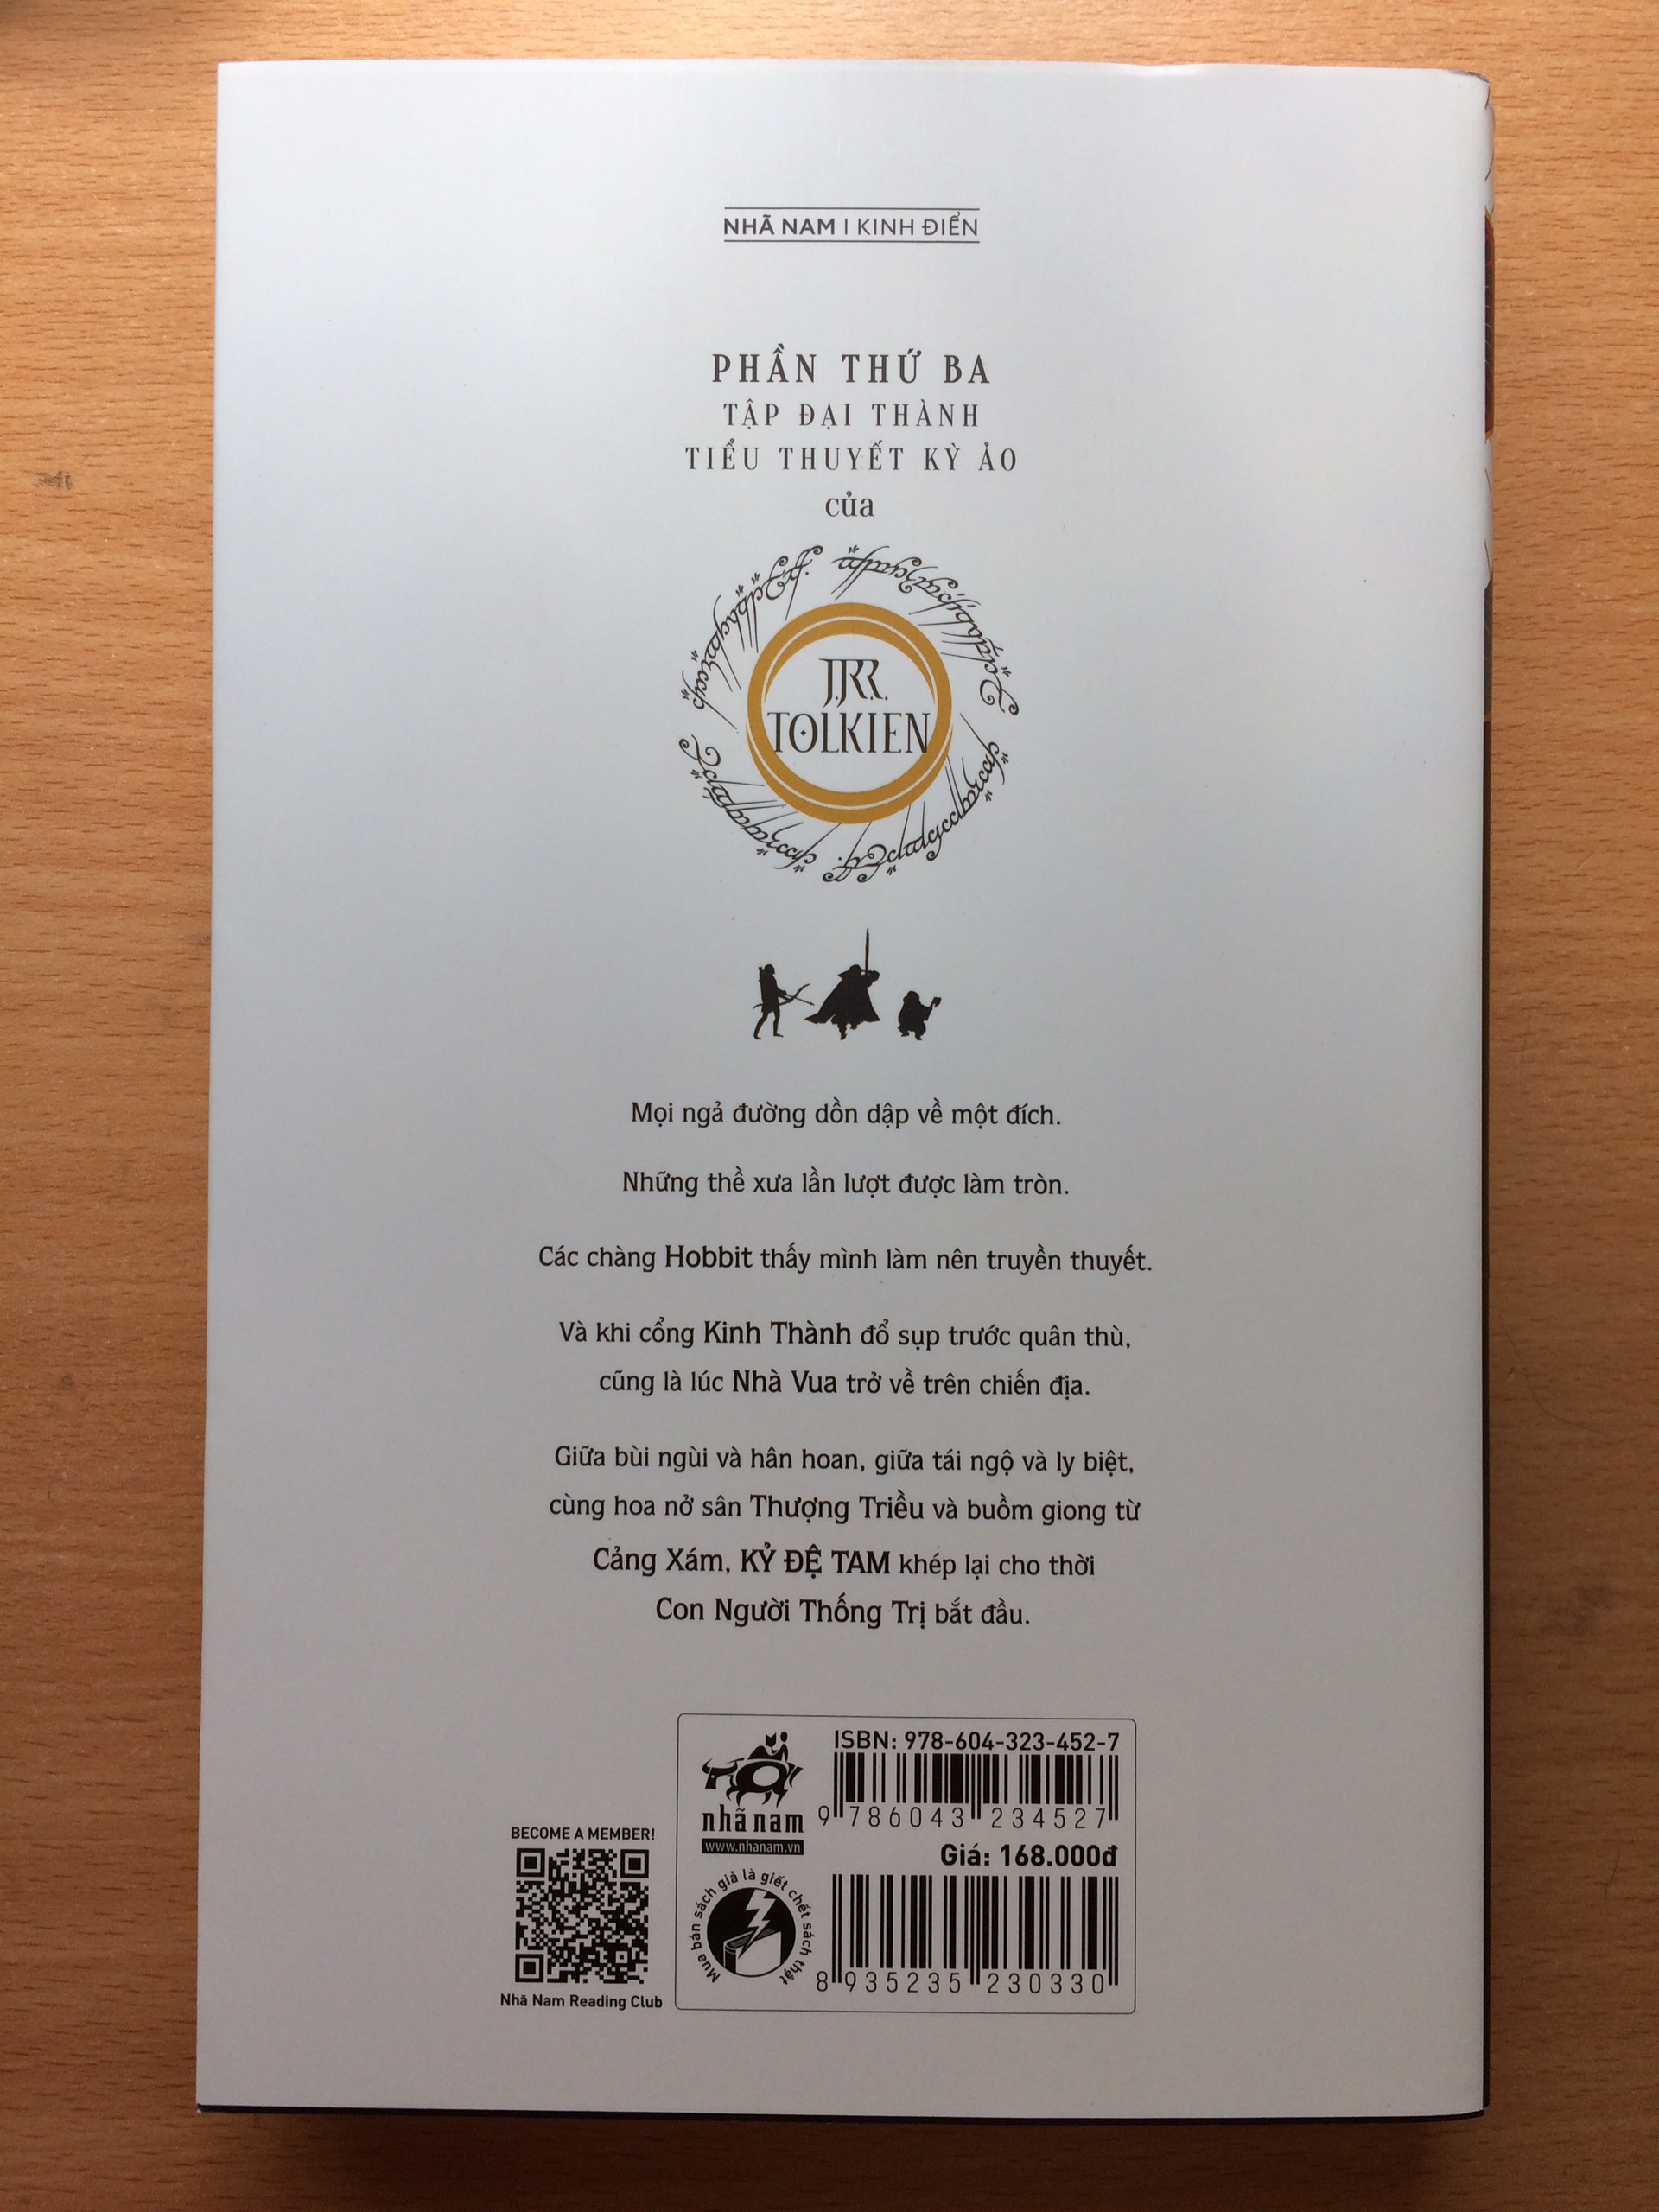 NHÃ NAM | KINH ĐIỂN
PHẦN THỨ BA
TẬP ĐẠI THÀNH
TIỂU THUYẾT KỲ ẢO
của
J.R.R.
TOLKIEN
Mọi ngả đường dồn dập về một đích.
Những thề xưa lần lượt được làm tròn.
Các chàng Hobbit thấy mình làm nên truyền thuyết.
Và khi cổng Kinh Thành đổ sụp trước quân thù,
cũng là lúc Nhà Vua trở về trên chiến địa.
Giữa bùi ngùi và hân hoan, giữa tái ngộ và ly biệt,
cùng hoa nở sân Thượng Triều và buồm giong từ
Cảng Xám, KỶ ĐỆ TAM khép lại cho thời
Con Người Thống Trị bắt đầu.
BECOME A MEMBER!
Nhã Nam Reading Club
nhã nam
www.nhanam.vn
Mua bán sách giả là giết chết sách thật
ISBN: 978-604-323-452-7
9 786043 234527
Giá: 168.000đ
8 935235 230330